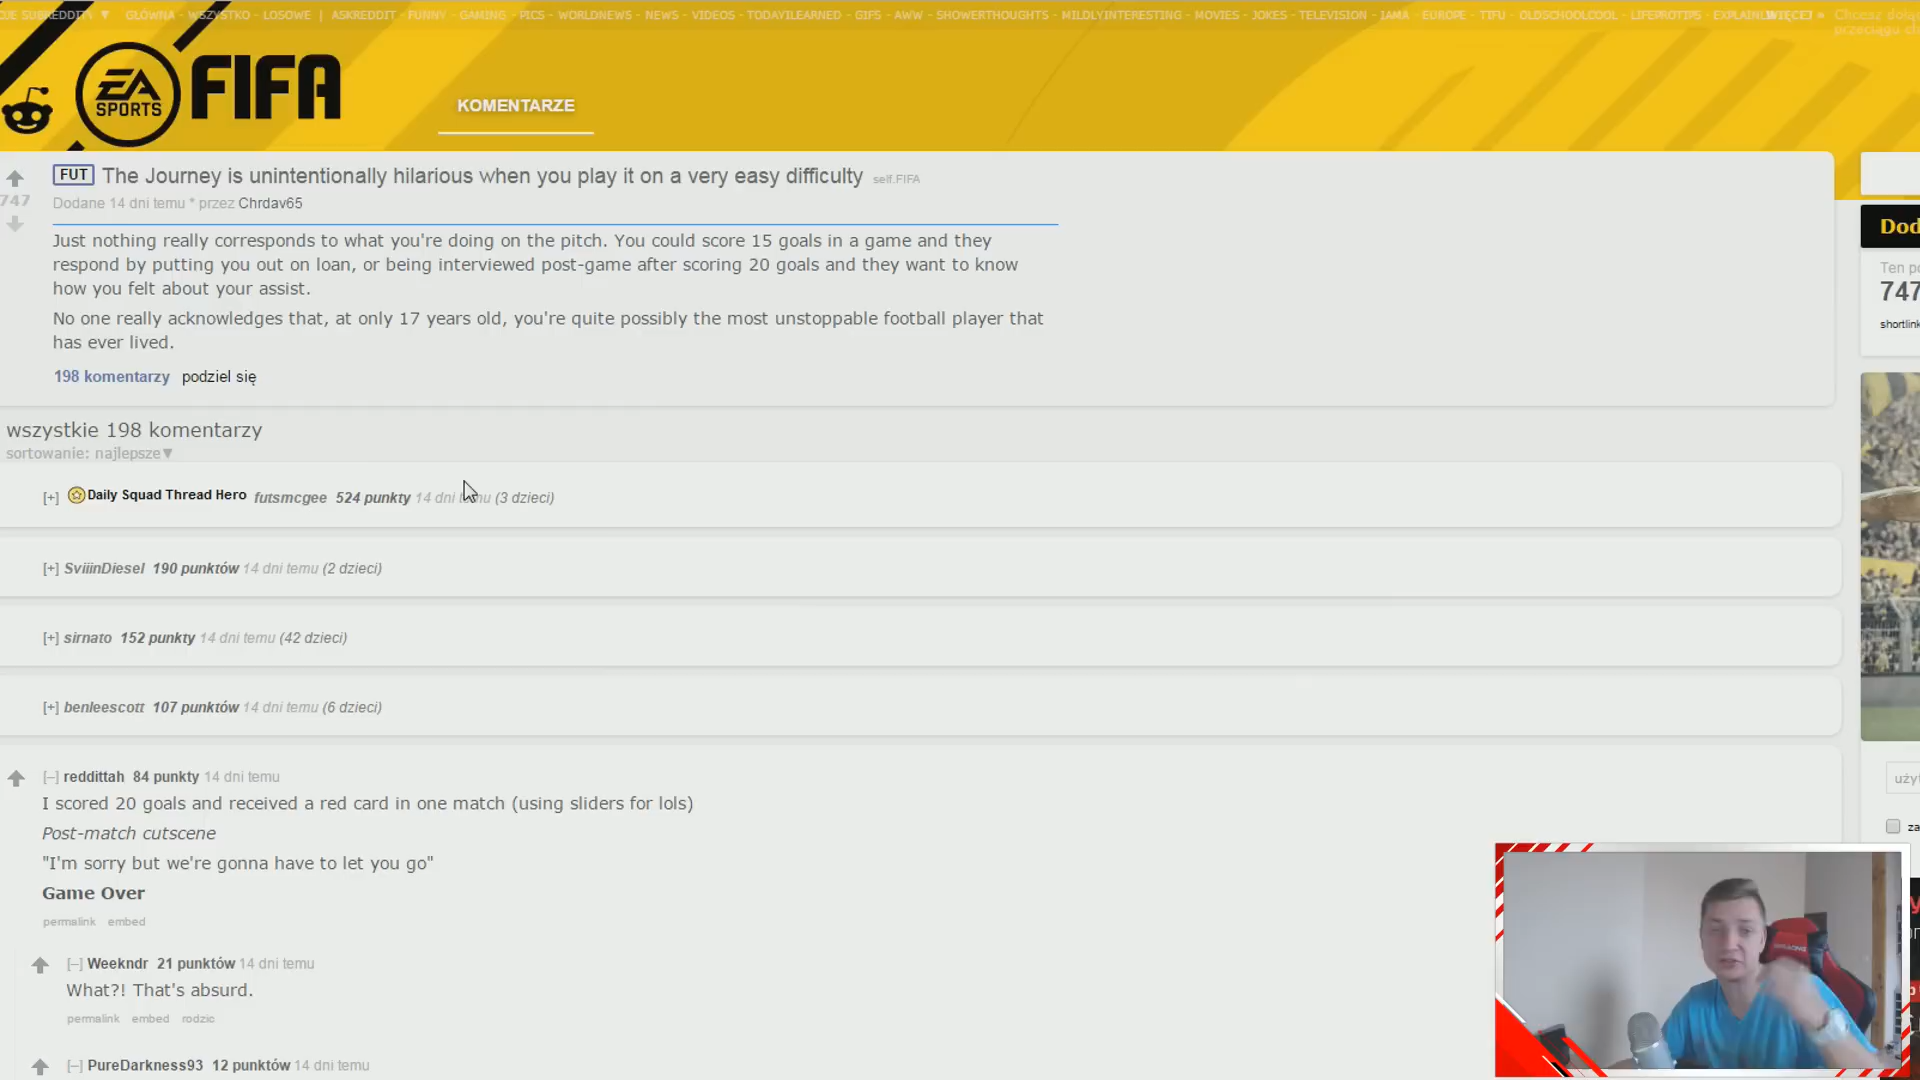 GŁÓWNA - WSZYSTKO - LOSOWE | ASKREDDIT - FUNNY - GAMING - PICS - WORLDNEWS - NEWS - VIDEOS - TODAYILEARNED - GIFS - AWW - SHOWERTHOUGHTS - MILDLYINTERESTING - MOVIES - JOKES - TELEVISION - IAMA - EUROPE - TIFU - OLDSCHOOLCOOL - LIFEPROTIPS - WIĘCEJ »
Chcesz
przeciągu
EA
SPORTS
FIFA
KOMENTARZE
FUT The Journey is unintentionally hilarious when you play it on a very easy difficulty self.FIFA
747
Dodane 14 dni temu * przez Chrdav65
Just nothing really corresponds to what you're doing on the pitch. You could score 15 goals in a game and they
respond by putting you out on loan, or being interviewed post-game after scoring 20 goals and they want to know
how you felt about your assist.
No one really acknowledges that, at only 17 years old, you're quite possibly the most unstoppable football player that
has ever lived.
198 komentarzy podziel się
wszystkie 198 komentarzy
sortowanie: najlepsze▼
[+] Daily Squad Thread Hero futsmcgee 524 punkty 14 dni temu (3 dzieci)
[+] SviiinDiesel 190 punktów 14 dni temu (2 dzieci)
[+] sirnato 152 punkty 14 dni temu (42 dzieci)
[+] benleescott 107 punktów 14 dni temu (6 dzieci)
[–] reddittah 84 punkty 14 dni temu
I scored 20 goals and received a red card in one match (using sliders for lols)
Post-match cutscene
"I'm sorry but we're gonna have to let you go"
Game Over
permalink embed
[–] Weekndr 21 punktów 14 dni temu
What?! That's absurd.
permalink embed rodzic
[–] PureDarkness93 12 punktów 14 dni temu
Dod
Ten po
747
shortlink
użyt
za